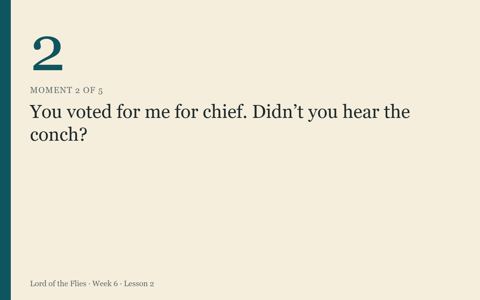 2
MOMENT 2 OF 5
You voted for me for chief. Didn’t you hear the
conch?
Lord of the Flies · Week 6 · Lesson 2